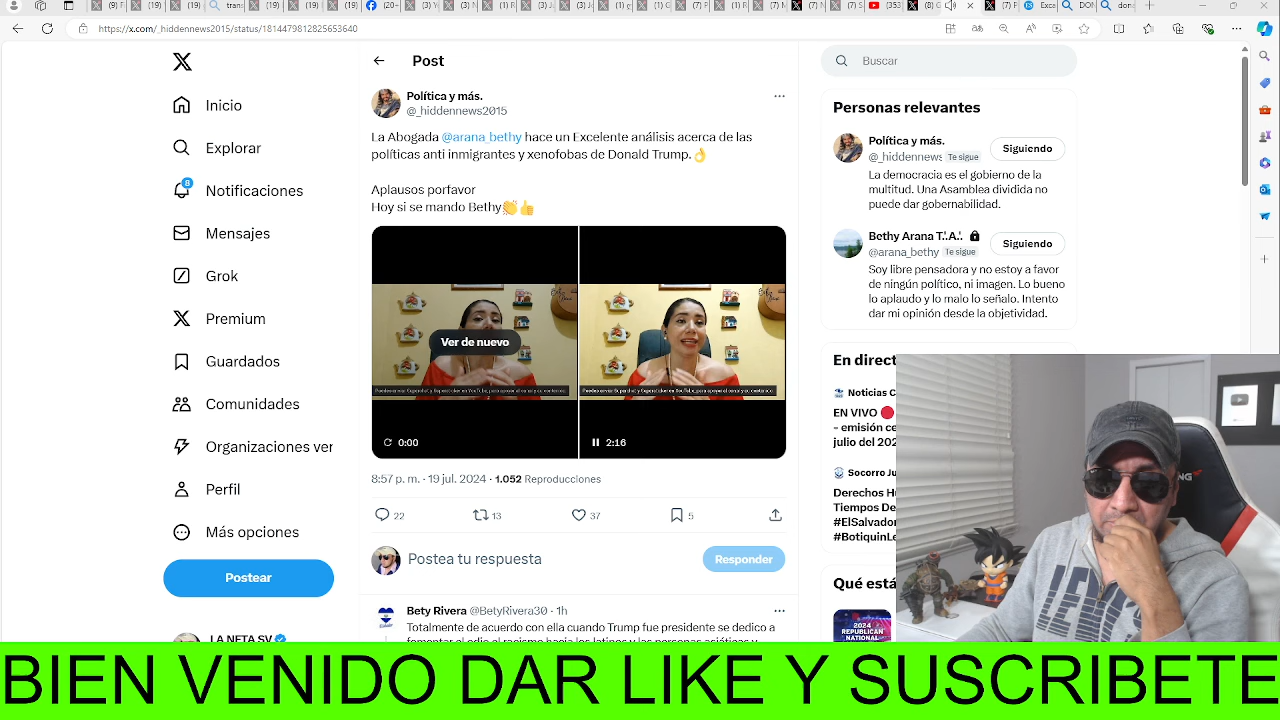 https://x.com/_hiddennews2015/status/1814479812825653640
Inicio
Explorar
8
Notificaciones
Mensajes
Grok
Premium
Guardados
Comunidades
Organizaciones ver
Perfil
Más opciones
Postear
LA NETA SV
Post
Política y más.
@_hiddennews2015
La Abogada @arana_bethy hace un Excelente análisis acerca de las
políticas anti inmigrantes y xenofobas de Donald Trump.👌
Aplausos porfavor
Hoy si se mando Bethy👏👍
Ver de nuevo
0:00
2:16
8:57 p. m. · 19 jul. 2024 · 1.052 Reproducciones
22
13
37
5
Postea tu respuesta
Responder
Bety Rivera @BetyRivera30 · 1h
Totalmente de acuerdo con ella cuando Trump fue presidente se dedico a
Buscar
Personas relevantes
Política y más.
@_hiddennews Te sigue
Siguiendo
La democracia es el gobierno de la
multitud. Una Asamblea dividida no
puede dar gobernabilidad.
Bethy Arana T.'.A.'.
@arana_bethy Te sigue
Siguiendo
Soy libre pensadora y no estoy a favor
de ningún político, ni imagen. Lo bueno
lo aplaudo y lo malo lo señalo. Intento
dar mi opinión desde la objetividad.
En direct
Noticias C
EN VIVO
- emisión ce
julio del 202
Socorro Ju
Derechos H
Tiempos De
#ElSalvador
#BotiquinLe
Qué está
2024
REPUBLICAN
NATIONAL
BIEN VENIDO DAR LIKE Y SUSCRIBETE